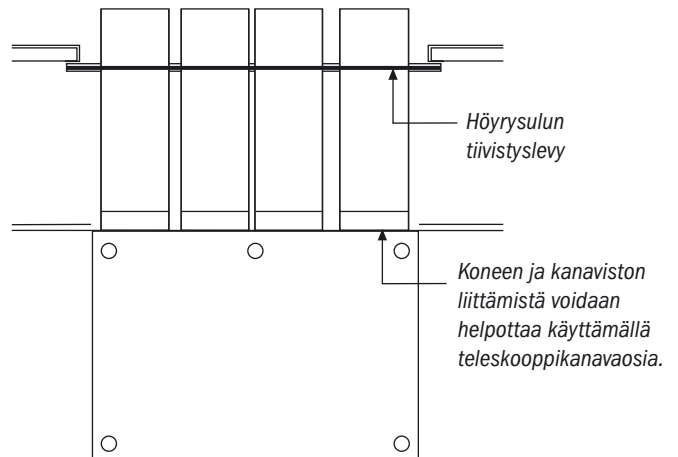 Höyrysulun
tiivistyslevy
Koneen ja kanaviston
liittämistä voidaan
helpottaa käyttämällä
teleskooppikanavaosia.